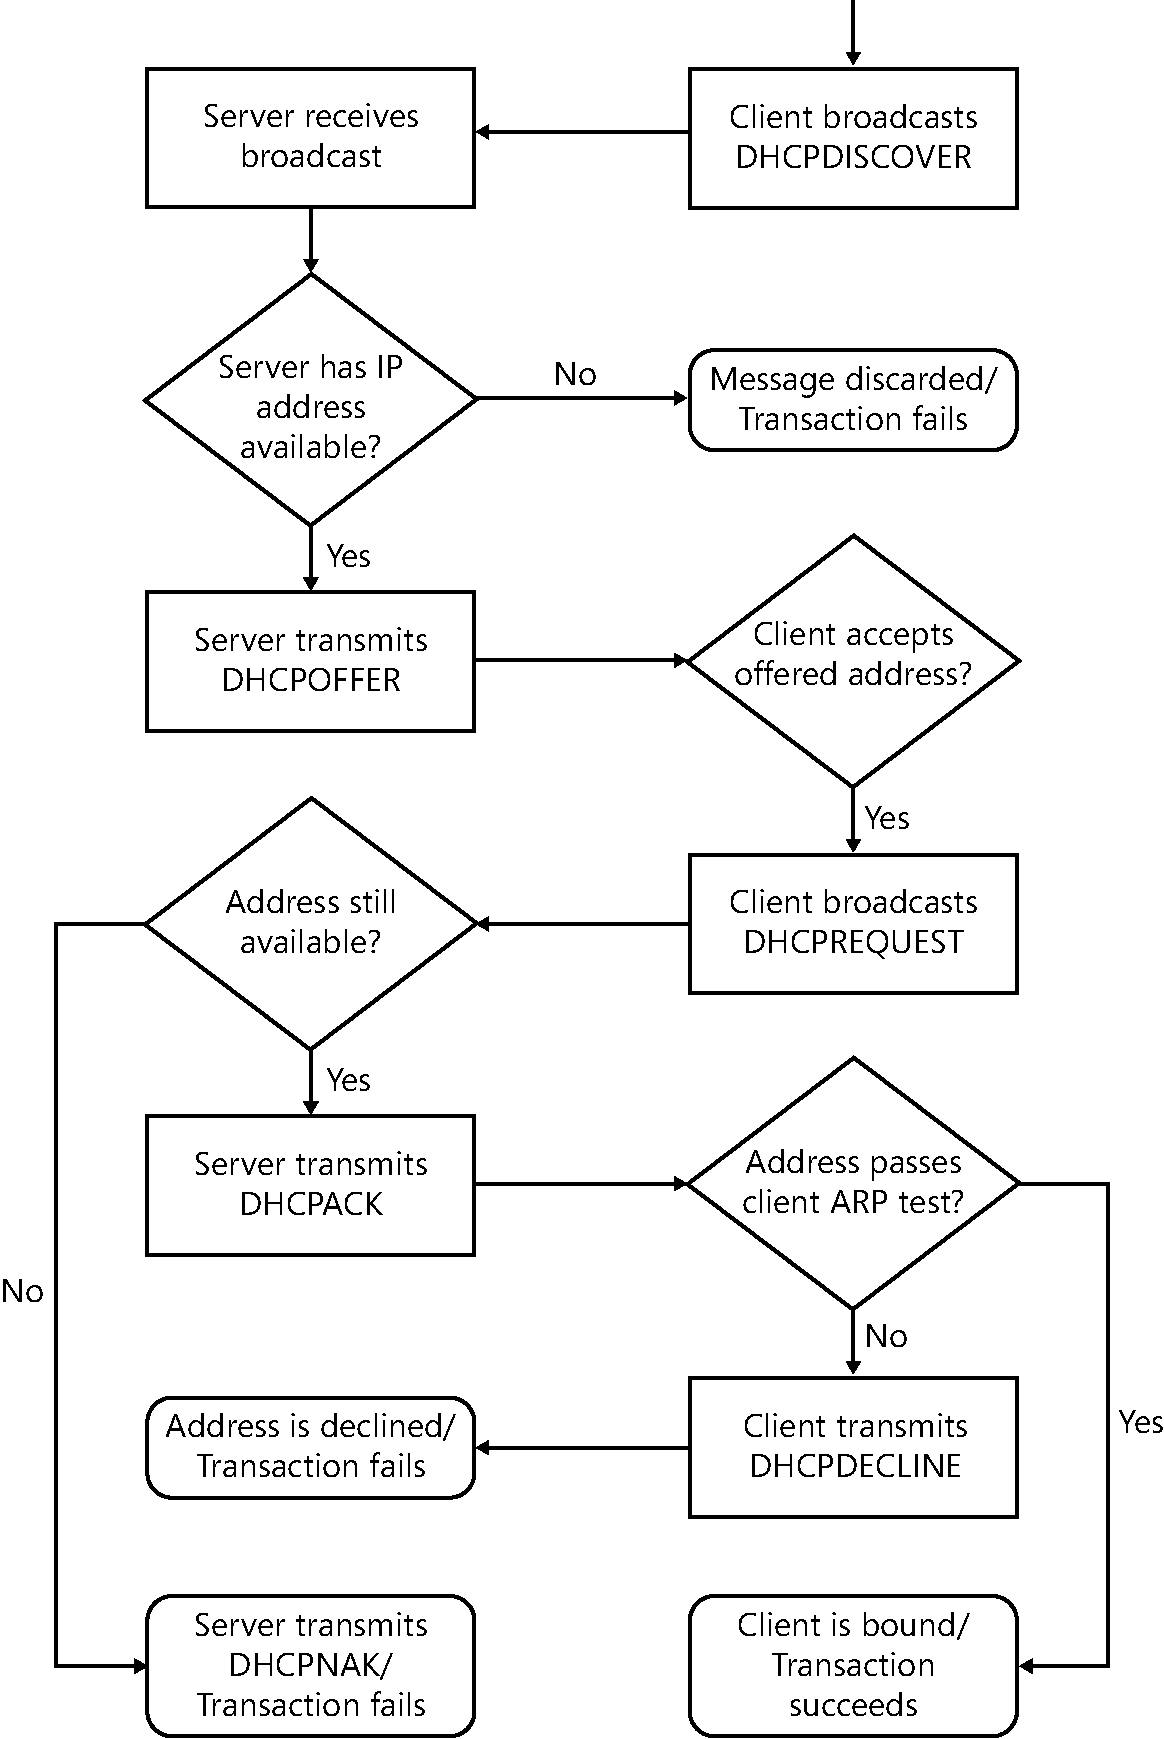 Server receives
broadcast
Client broadcasts
DHCPDISCOVER
Server has IP
address
available?
No
Message discarded/
Transaction fails
Yes
Server transmits
DHCPOFFER
Client accepts
offered address?
Yes
Address still
available?
Client broadcasts
DHCPREQUEST
Yes
Server transmits
DHCPACK
Address passes
client ARP test?
No
No
Address is declined/
Transaction fails
Client transmits
DHCPDECLINE
Yes
Server transmits
DHCPNAK/
Transaction fails
Client is bound/
Transaction
succeeds